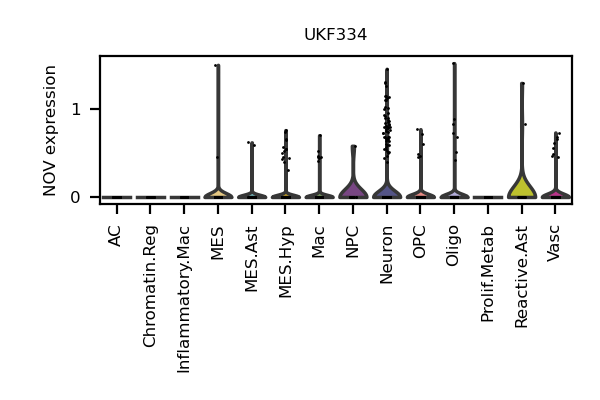 UKF334
NOV expression
1
0
AC
Chromatin.Reg
Inflammatory.Mac
MES
MES.Ast
MES.Hyp
Mac
NPC
Neuron
OPC
Oligo
Prolif.Metab
Reactive.Ast
Vasc